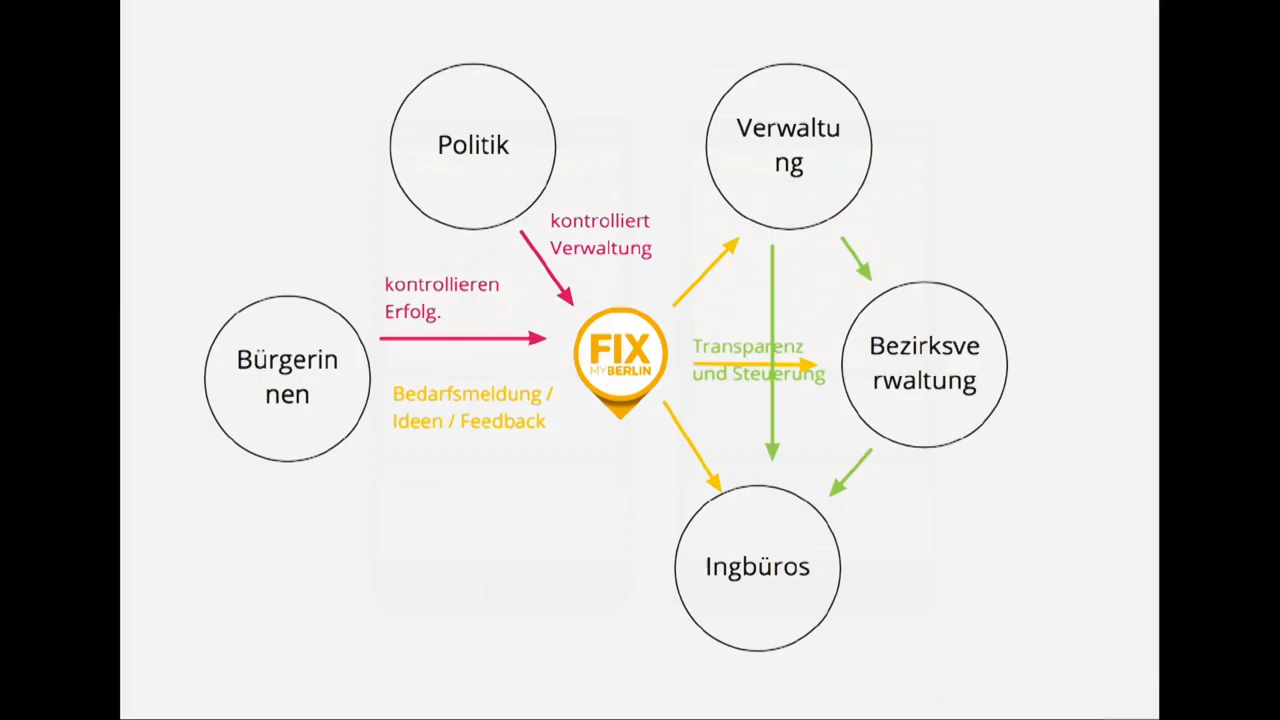 Politik
Verwaltu
ng
kontrolliert
Verwaltung
kontrollieren
Erfolg.
Bürgerin
nen
FIX
MYBERLIN
Transparenz
und Steuerung
Bezirksve
rwaltung
Bedarfsmeldung /
Ideen / Feedback
Ingbüros